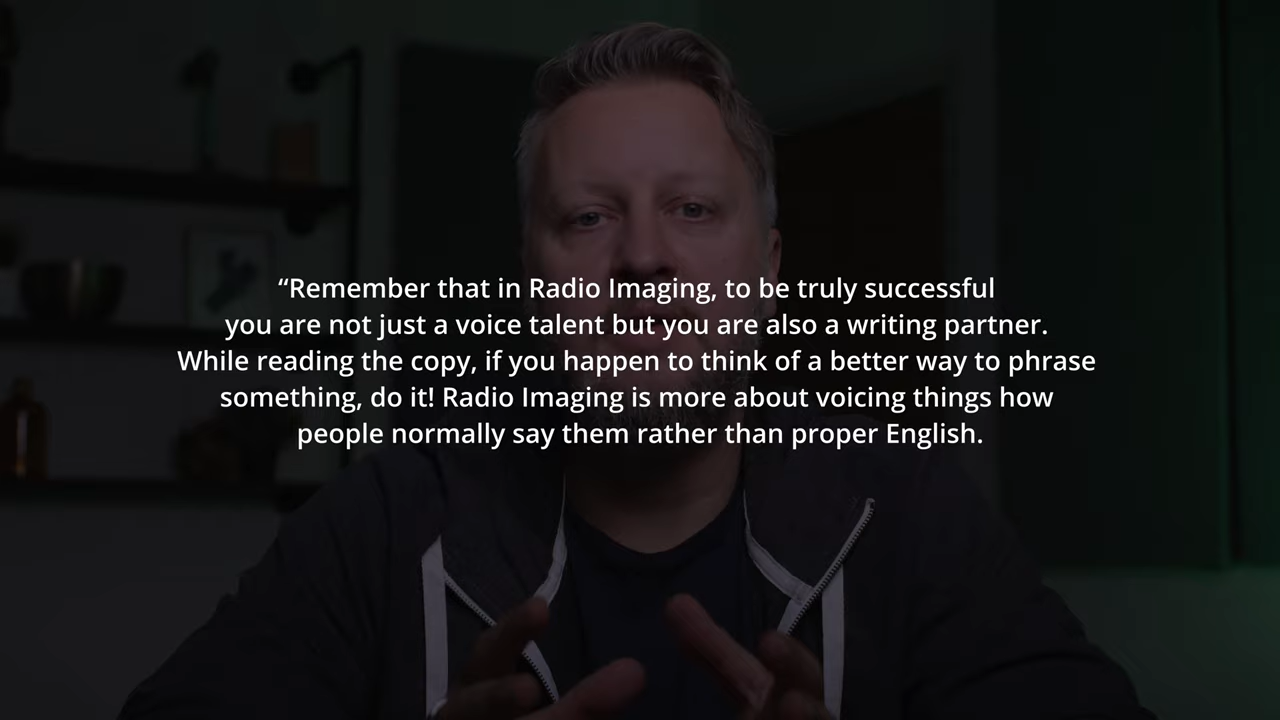 “Remember that in Radio Imaging, to be truly successful
you are not just a voice talent but you are also a writing partner.
While reading the copy, if you happen to think of a better way to phrase
something, do it! Radio Imaging is more about voicing things how
people normally say them rather than proper English.